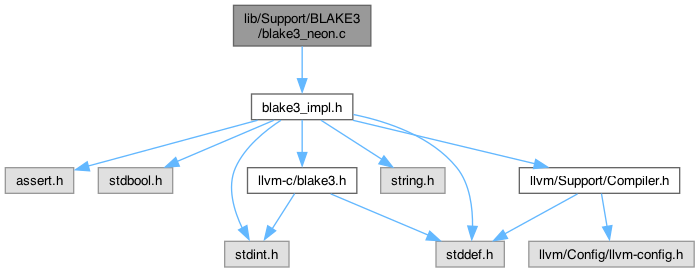 lib/Support/BLAKE3
/blake3_neon.c
blake3_impl.h
assert.h
stdbool.h
llvm-c/blake3.h
string.h
llvm/Support/Compiler.h
stdint.h
stddef.h
llvm/Config/llvm-config.h